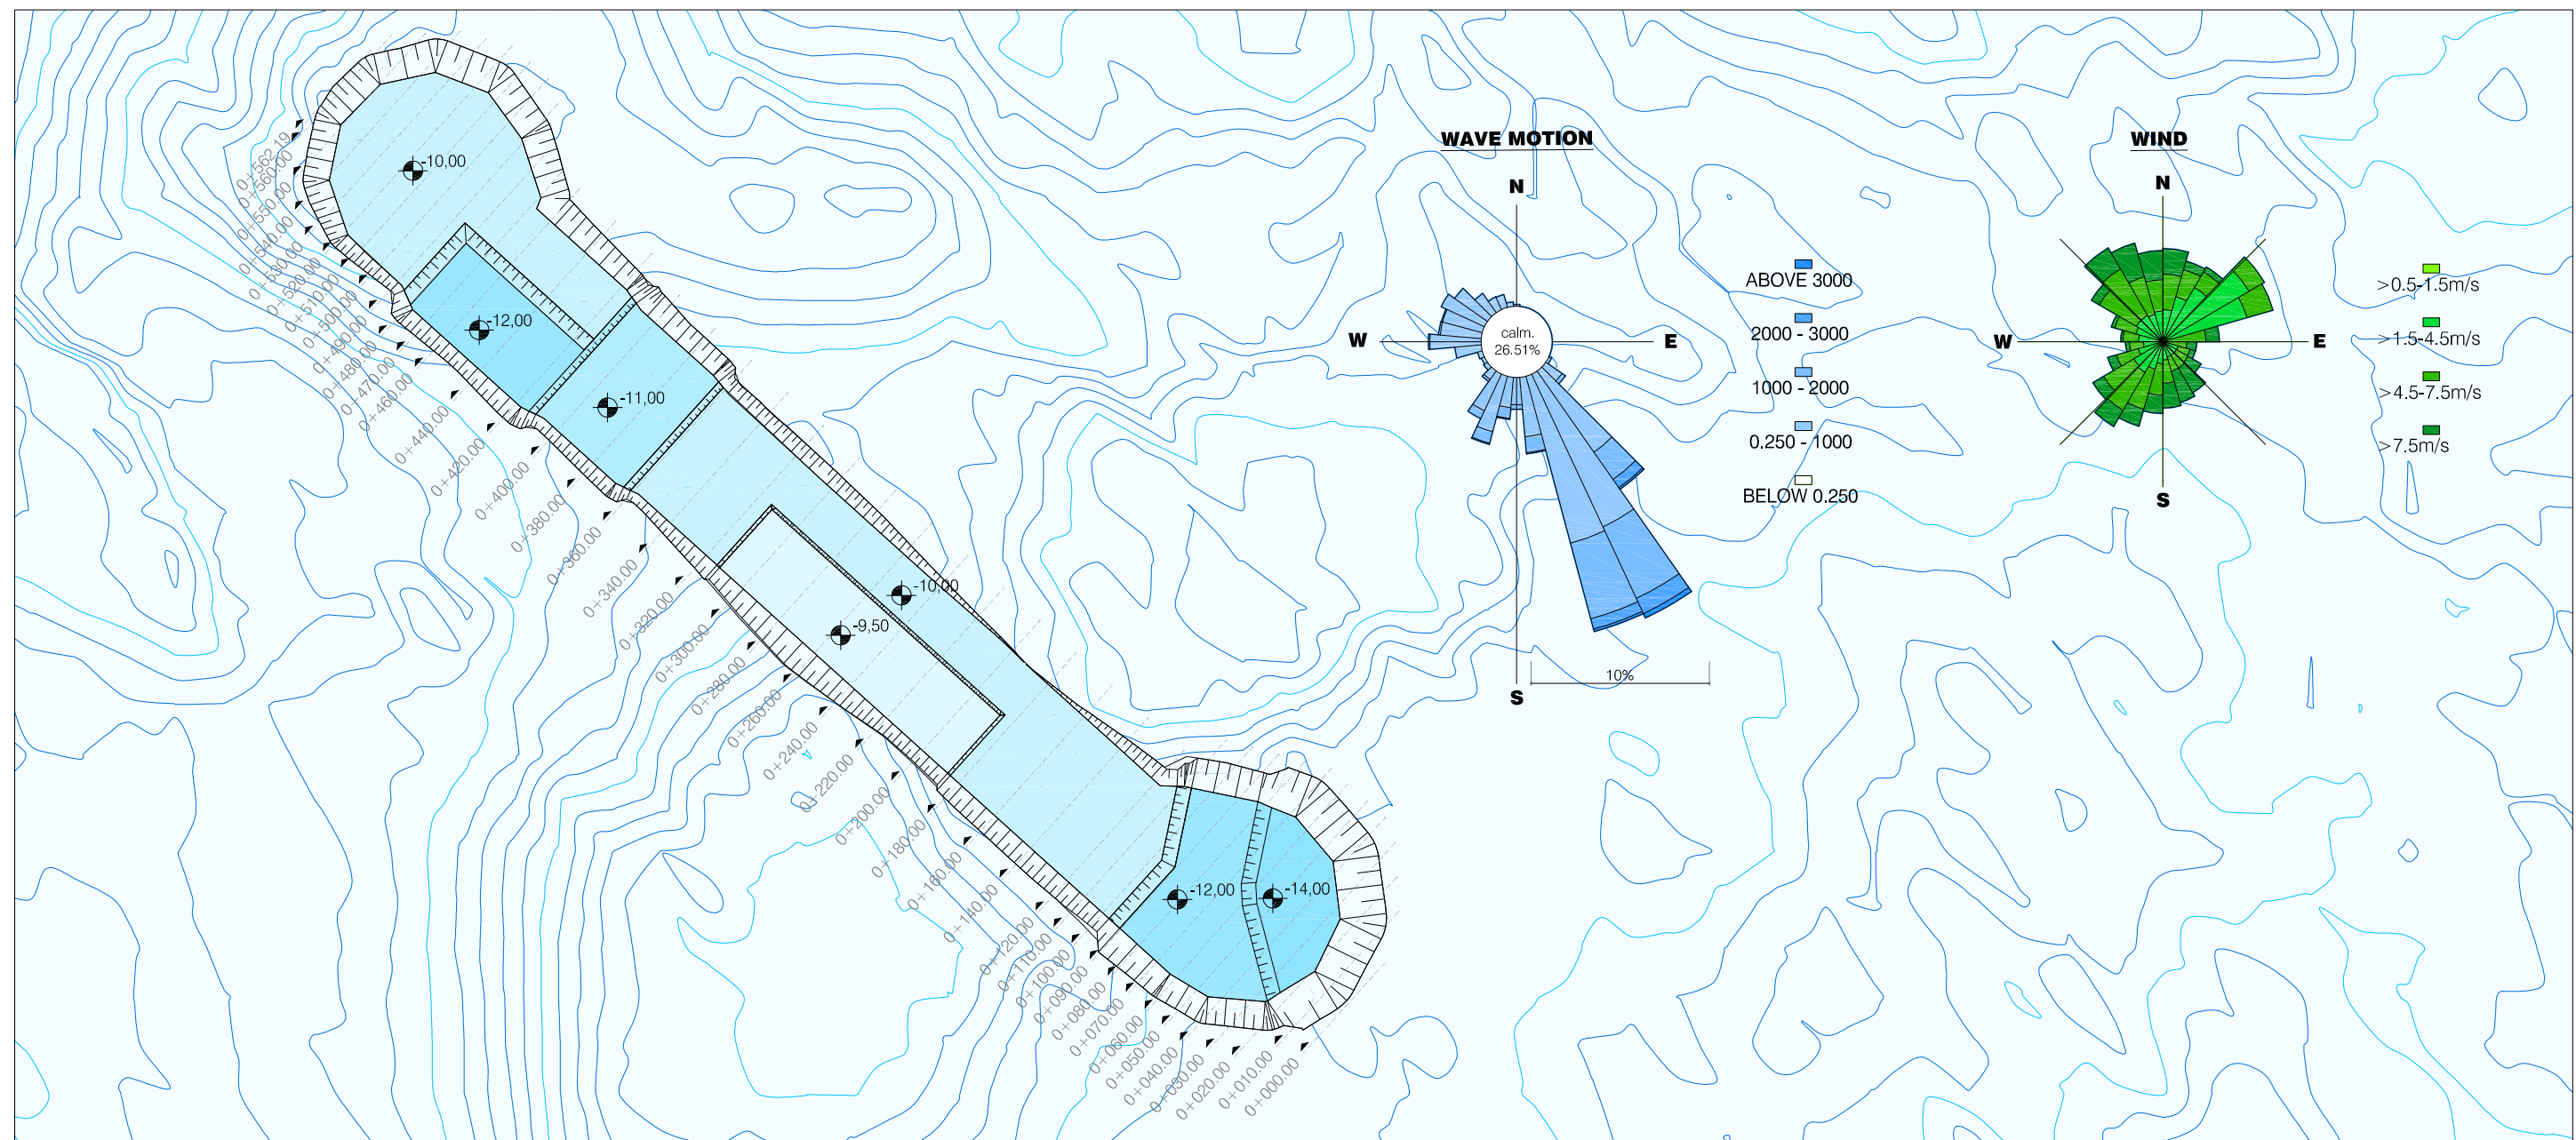 -10,00
-12,00
-11,00
-10,00
-9,50
-12,00
-14,00
0+562.19
0+560.00
0+550.00
0+540.00
0+530.00
0+520.00
0+510.00
0+500.00
0+490.00
0+480.00
0+470.00
0+460.00
0+440.00
0+420.00
0+400.00
0+380.00
0+360.00
0+340.00
0+320.00
0+300.00
0+280.00
0+260.00
0+240.00
0+220.00
0+200.00
0+180.00
0+160.00
0+140.00
0+120.00
0+110.00
0+100.00
0+090.00
0+080.00
0+070.00
0+060.00
0+050.00
0+040.00
0+030.00
0+020.00
0+010.00
0+000.00
WAVE MOTION
N
W
calm.
26.51%
E
S
10%
ABOVE 3000
2000 - 3000
1000 - 2000
0.250 - 1000
BELOW 0.250
WIND
N
W
E
S
>0.5-1.5m/s
>1.5-4.5m/s
>4.5-7.5m/s
>7.5m/s